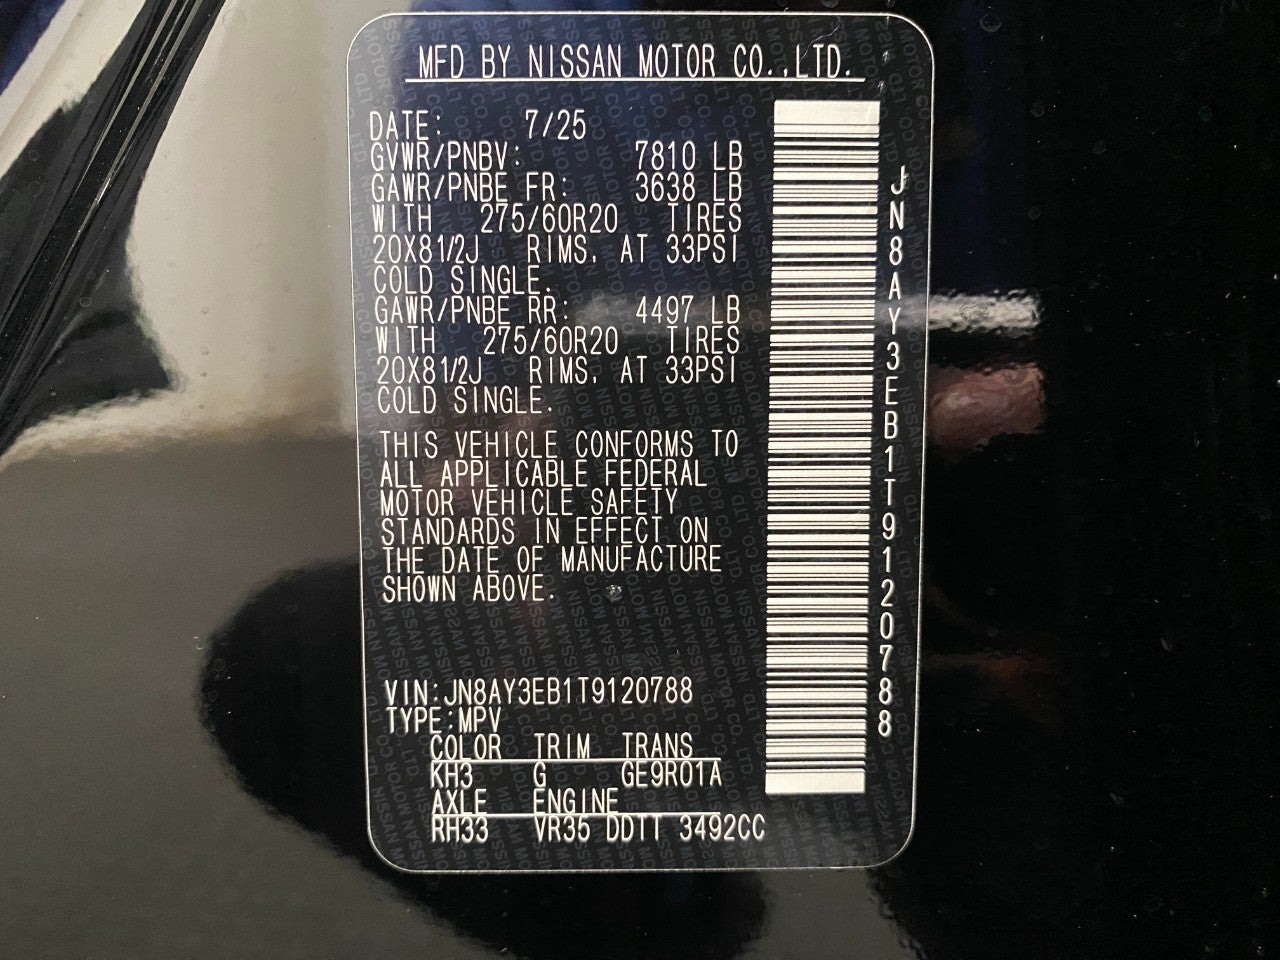 MFD BY NISSAN MOTOR CO.,LTD.
DATE: 7/25
GVWR/PNBV: 7810 LB
GAWR/PNBE FR: 3638 LB
WITH 275/60R20 TIRES
20X81/2J RIMS, AT 33PSI
COLD SINGLE.
GAWR/PNBE RR: 4497 LB
WITH 275/60R20 TIRES
20X81/2J RIMS, AT 33PSI
COLD SINGLE.
THIS VEHICLE CONFORMS TO
ALL APPLICABLE FEDERAL
MOTOR VEHICLE SAFETY
STANDARDS IN EFFECT ON
THE DATE OF MANUFACTURE
SHOWN ABOVE.
VIN:JN8AY3EB1T9120788
TYPE:MPV
COLOR TRIM TRANS
KH3 G GE9R01A
AXLE ENGINE
RH33 VR35 DDTT 3492CC
JN8AY3EB1T9120788